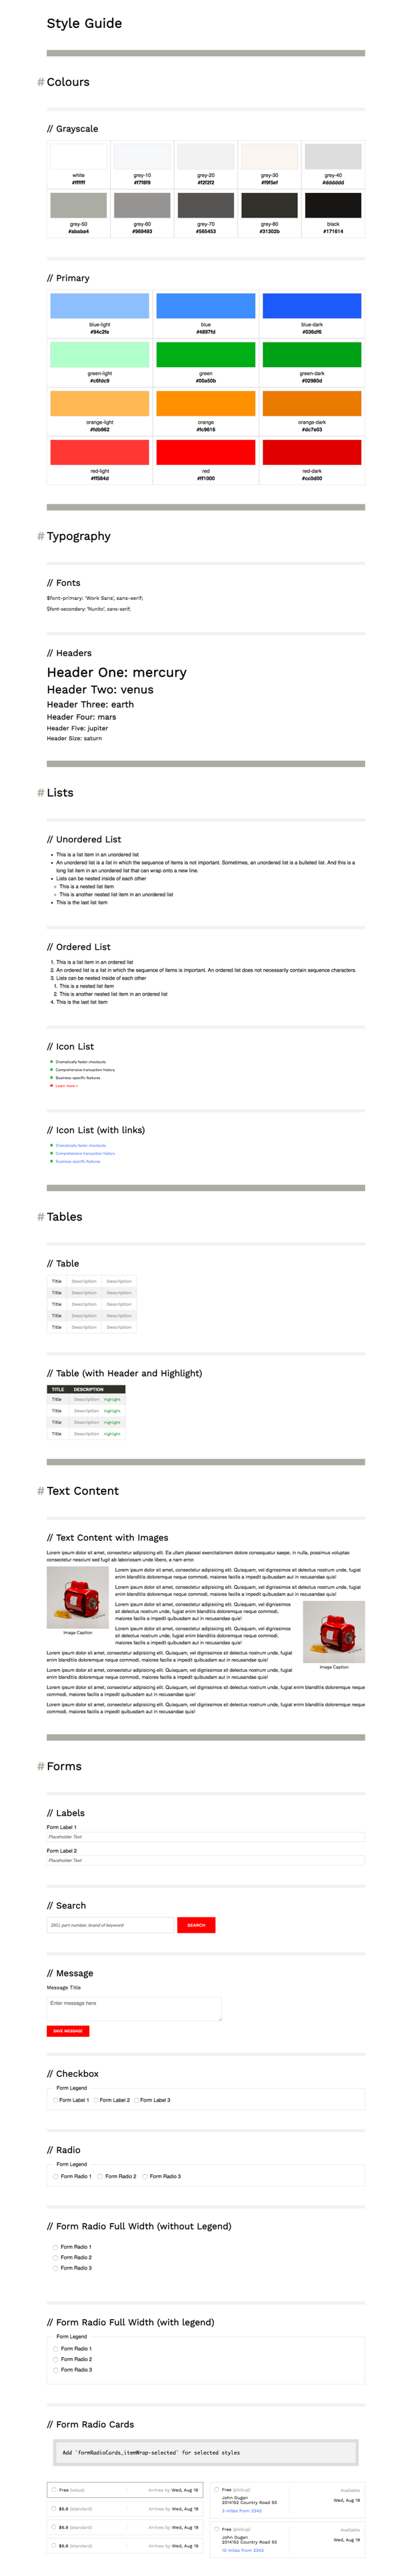 Style Guide
# Colours
// Grayscale
white
#ffffff
grey-10
#f7f8f9
grey-20
#f2f2f2
grey-30
#f9f5ef
grey-40
#dddddd
grey-50
#ababa4
grey-60
#969493
grey-70
#565453
grey-80
#31302b
black
#171614
// Primary
blue-light
#94c2fe
blue
#4897fd
blue-dark
#036df6
green-light
#c6fdc9
green
#00a50b
green-dark
#02980d
orange-light
#fdb962
orange
#fc9616
orange-dark
#dc7e03
red-light
#ff584d
red
#ff1000
red-dark
#cc0d00
# Typography
// Fonts
$font-primary: 'Work Sans', sans-serif;
$font-secondary: 'Nunito', sans-serif;
// Headers
Header One: mercury
Header Two: venus
Header Three: earth
Header Four: mars
Header Five: jupiter
Header Size: saturn
# Lists
// Unordered List
• This is a list item in an unordered list
• An unordered list is a list in which the sequence of items is not important. Sometimes, an unordered list is a bulleted list. And this is a
long list item in an unordered list that can wrap onto a new line.
• Lists can be nested inside of each other
◦ This is a nested list item
◦ This is another nested list item in an unordered list
• This is the last list item
// Ordered List
1. This is a list item in an ordered list
2. An ordered list is a list in which the sequence of items is important. An ordered list does not necessarily contain sequence characters.
3. Lists can be nested inside of each other
1. This is a nested list item
2. This is another nested list item in an ordered list
4. This is the last list item
// Icon List
Dramatically faster checkouts
Comprehensive transaction history
Business-specific features
Learn more »
// Icon List (with links)
Dramatically faster checkouts
Comprehensive transaction history
Business-specific features
# Tables
// Table
Title Description Description
Title Description Description
Title Description Description
Title Description Description
Title Description Description
// Table (with Header and Highlight)
TITLE DESCRIPTION
Title Description Highlight
Title Description Highlight
Title Description Highlight
Title Description Highlight
# Text Content
// Text Content with Images
Lorem ipsum dolor sit amet, consectetur adipisicing elit. Ea ullam placeat exercitationem dolore consequatur saepe, in nulla, possimus voluptas
consectetur nesciunt sed fugit ab laboriosam unde libero, a nam error.
Lorem ipsum dolor sit amet, consectetur adipisicing elit. Quisquam, vel dignissimos sit delectus nostrum unde, fugiat
enim blanditiis doloremque neque commodi, maiores facilis a impedit quibusdam aut in recusandae quis!
Lorem ipsum dolor sit amet, consectetur adipisicing elit. Quisquam, vel dignissimos sit delectus nostrum unde, fugiat
enim blanditiis doloremque neque commodi, maiores facilis a impedit quibusdam aut in recusandae quis!
Lorem ipsum dolor sit amet, consectetur adipisicing elit. Quisquam, vel dignissimos
sit delectus nostrum unde, fugiat enim blanditiis doloremque neque commodi,
maiores facilis a impedit quibusdam aut in recusandae quis!
Lorem ipsum dolor sit amet, consectetur adipisicing elit. Quisquam, vel dignissimos
sit delectus nostrum unde, fugiat enim blanditiis doloremque neque commodi,
maiores facilis a impedit quibusdam aut in recusandae quis!
Image Caption
Image Caption
Lorem ipsum dolor sit amet, consectetur adipisicing elit. Quisquam, vel dignissimos sit delectus nostrum unde, fugiat
enim blanditiis doloremque neque commodi, maiores facilis a impedit quibusdam aut in recusandae quis!
Lorem ipsum dolor sit amet, consectetur adipisicing elit. Quisquam, vel dignissimos sit delectus nostrum unde, fugiat
enim blanditiis doloremque neque commodi, maiores facilis a impedit quibusdam aut in recusandae quis!
Lorem ipsum dolor sit amet, consectetur adipisicing elit. Quisquam, vel dignissimos sit delectus nostrum unde, fugiat enim blanditiis doloremque neque
commodi, maiores facilis a impedit quibusdam aut in recusandae quis!
Lorem ipsum dolor sit amet, consectetur adipisicing elit. Quisquam, vel dignissimos sit delectus nostrum unde, fugiat enim blanditiis doloremque neque
commodi, maiores facilis a impedit quibusdam aut in recusandae quis!
# Forms
// Labels
Form Label 1
Placeholder Text
Form Label 2
Placeholder Text
// Search
SKU, part number, brand of keyword
SEARCH
// Message
Message Title
Enter message here
SAVE MESSAGE
// Checkbox
Form Legend
Form Label 1 Form Label 2 Form Label 3
// Radio
Form Legend
Form Radio 1 Form Radio 2 Form Radio 3
// Form Radio Full Width (without Legend)
Form Radio 1
Form Radio 2
Form Radio 3
// Form Radio Full Width (with legend)
Form Legend
Form Radio 1
Form Radio 2
Form Radio 3
// Form Radio Cards
Add `formRadioCards_itemWrap-selected` for selected styles
Free (value) Arrives by Wed, Aug 19
$5.9 (standard) Arrives by Wed, Aug 19
$5.9 (standard) Arrives by Wed, Aug 19
$5.9 (standard) Arrives by Wed, Aug 19
Free (pickup) Available
John Dugan Wed, Aug 19
2014152 Country Road 50
3 miles from 3342
Free (pickup) Available
John Dugan Wed, Aug 19
2014152 Country Road 50
10 miles from 3342